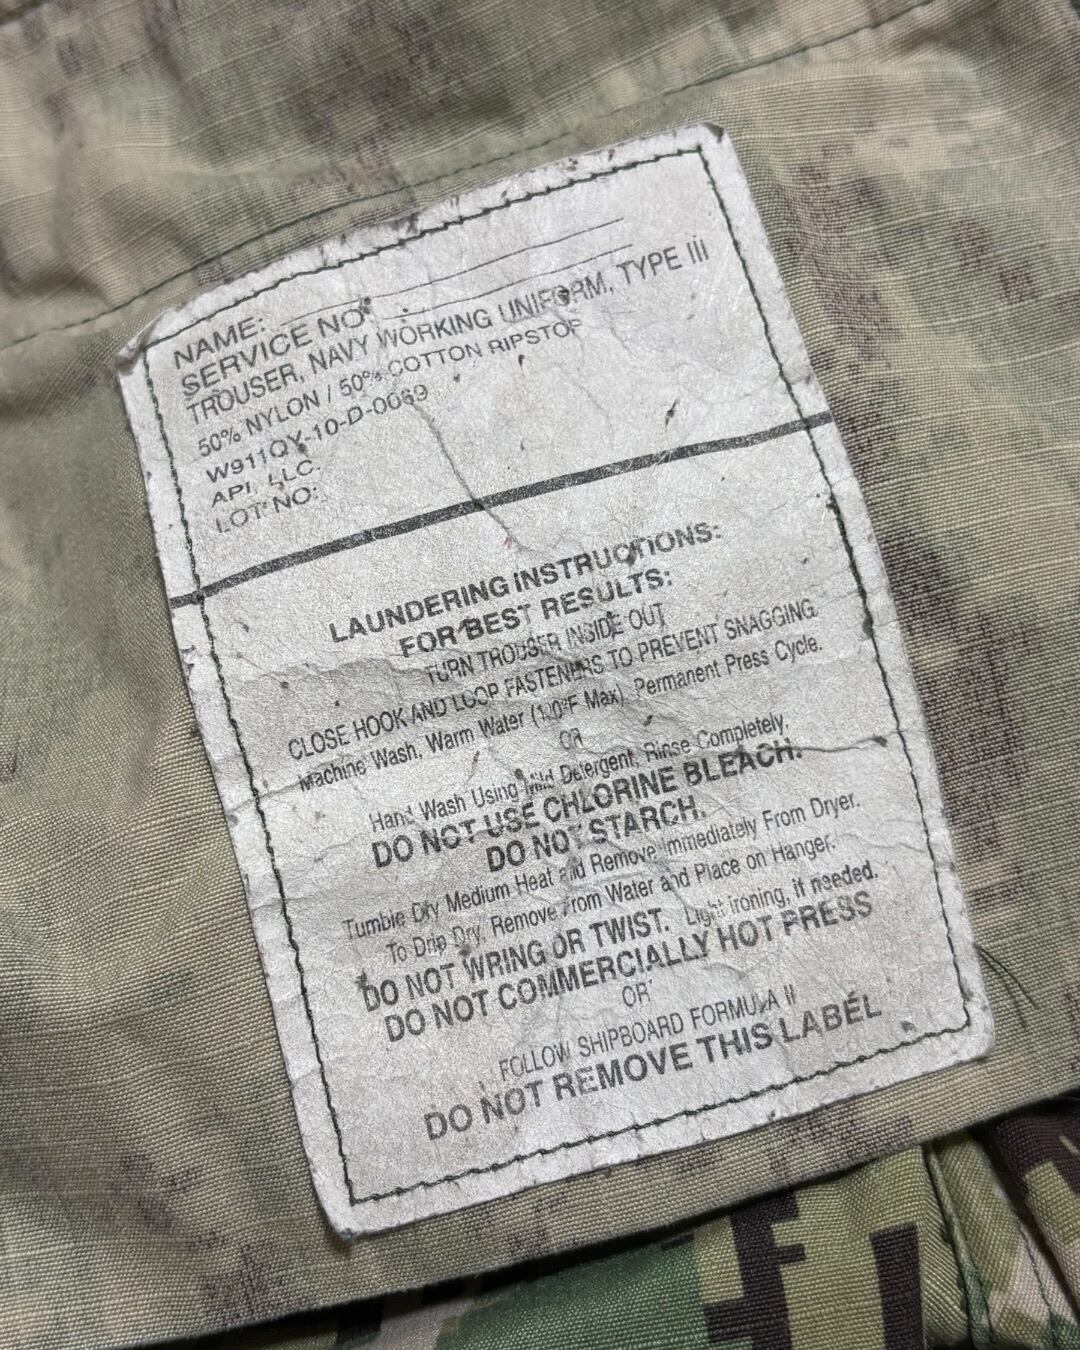 NAME:
SERVICE NO.
TROUSER, NAVY WORKING UNIFORM, TYPE III
50% NYLON / 50% COTTON RIPSTOP
W911QY-10-D-0069
API, LLC.
LOT NO:
LAUNDERING INSTRUCTIONS:
FOR BEST RESULTS:
TURN TROUSER INSIDE OUT
CLOSE HOOK AND LOOP FASTENERS TO PREVENT SNAGGING.
Machine Wash, Warm Water (120°F Max), Permanent Press Cycle.
OR
Hand Wash Using Mild Detergent, Rinse Completely.
DO NOT USE CHLORINE BLEACH.
DO NOT STARCH.
Tumble Dry Medium Heat and Remove Immediately From Dryer.
To Drip Dry, Remove From Water and Place on Hanger.
DO NOT WRING OR TWIST. Light ironing, if needed.
DO NOT COMMERCIALLY HOT PRESS
OR
FOLLOW SHIPBOARD FORMULA II
DO NOT REMOVE THIS LABEL